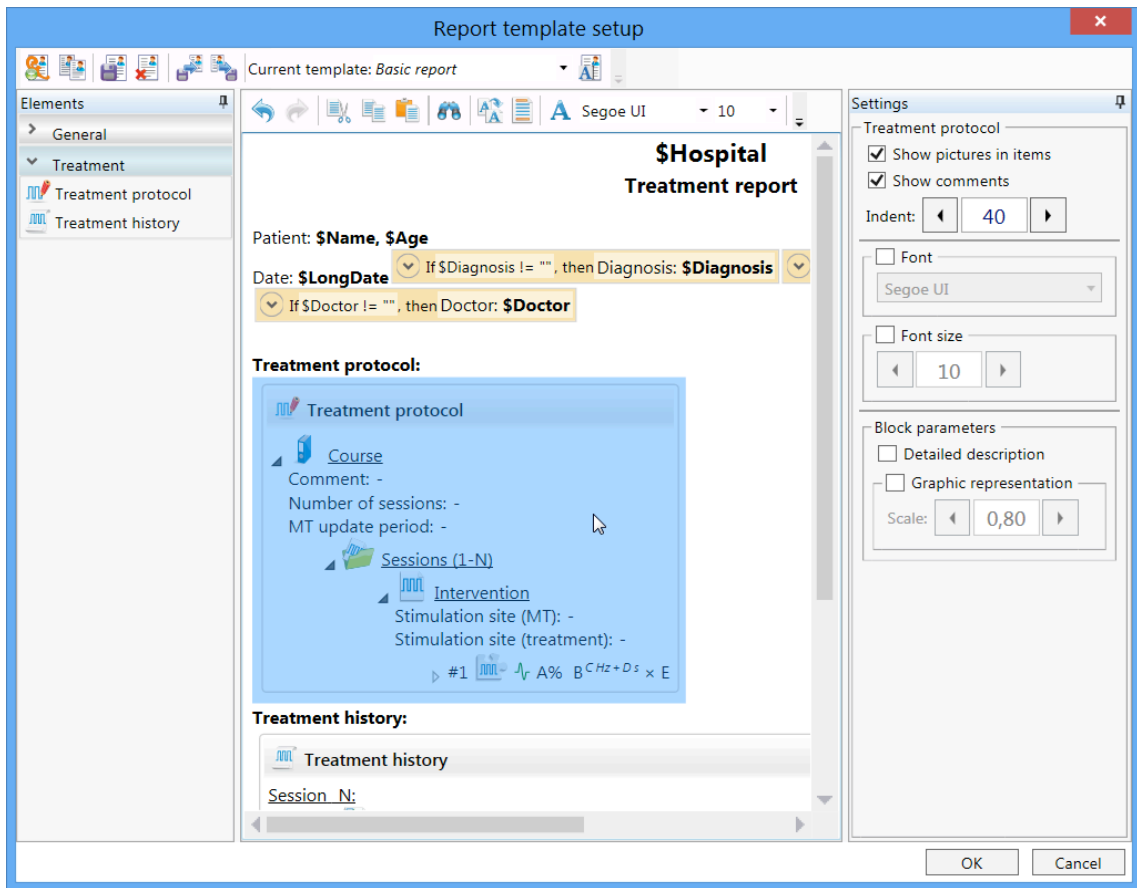 Report template setup
Current template: Basic report
Elements
General
Treatment
Treatment protocol
Treatment history
Segoe UI
10
$Hospital
Treatment report
Patient: $Name, $Age
Date: $LongDate If $Diagnosis != "", then Diagnosis: $Diagnosis
If $Doctor != "", then Doctor: $Doctor
Treatment protocol:
Treatment protocol
Course
Comment: -
Number of sessions: -
MT update period: -
Sessions (1-N)
Intervention
Stimulation site (MT): -
Stimulation site (treatment): -
#1 A% B C Hz + D s × E
Treatment history:
Treatment history
Session N:
Settings
Treatment protocol
Show pictures in items
Show comments
Indent: 40
Font
Segoe UI
Font size
10
Block parameters
Detailed description
Graphic representation
Scale: 0,80
OK
Cancel